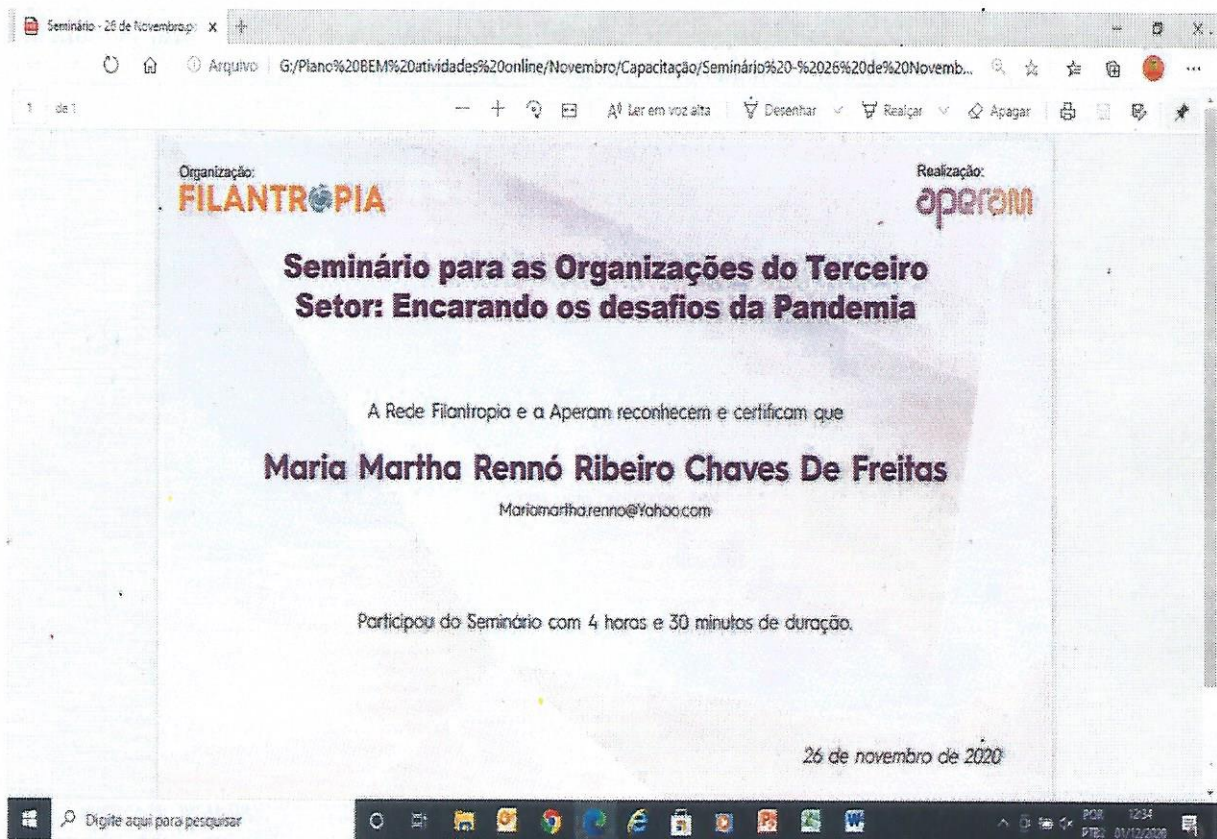 Seminário - 26 de Novembro.p
Arquivo G:/Plano%20BEM%20atividades%20online/Novembro/Capacitação/Seminário%20-%2026%20de%20Novemb...
1 de 1 Ler em voz alta Desenhar Realçar Apagar
Organização:
FILANTROPIA
Realização:
aperam
Seminário para as Organizações do Terceiro
Setor: Encarando os desafios da Pandemia
A Rede Filantropia e a Aperam reconhecem e certificam que
Maria Martha Rennó Ribeiro Chaves De Freitas
Mariamartha.renno@Yahoo.com
Participou do Seminário com 4 horas e 30 minutos de duração.
26 de novembro de 2020
Digite aqui para pesquisar
POR 12:34
PTB2 01/12/2020